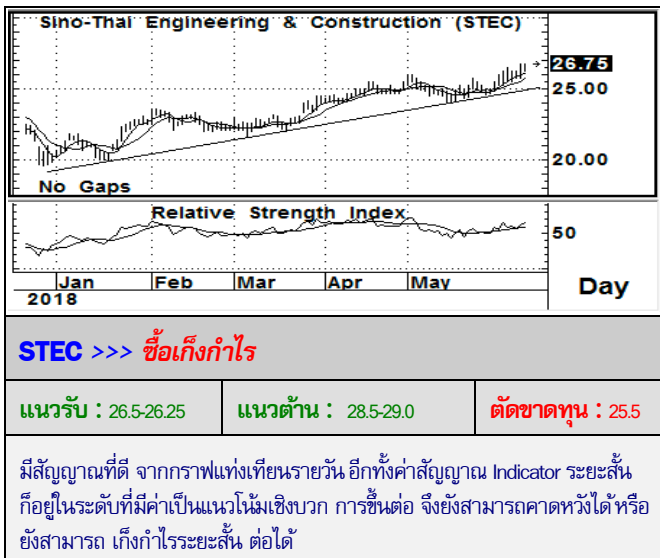 Sino-Thai Engineering & Construction (STEC)
26.75
25.00
20.00
No Gaps
Relative Strength Index
50
Jan Feb Mar Apr May
2018
Day
STEC >>> ซื้อเก็งกำไร
แนวรับ : 26.5-26.25 แนวต้าน : 28.5-29.0 ตัดขาดทุน : 25.5
มีสัญญาณที่ดี จากกราฟแท่งเทียนรายวัน อีกทั้งค่าสัญญาณ Indicator ระยะสั้น
ก็อยู่ในระดับที่มีค่าเป็นแนวโน้มเชิงบวก การขึ้นต่อ จึงยังสามารถคาดหวังได้ หรือ
ยังสามารถ เก็งกำไรระยะสั้น ต่อได้